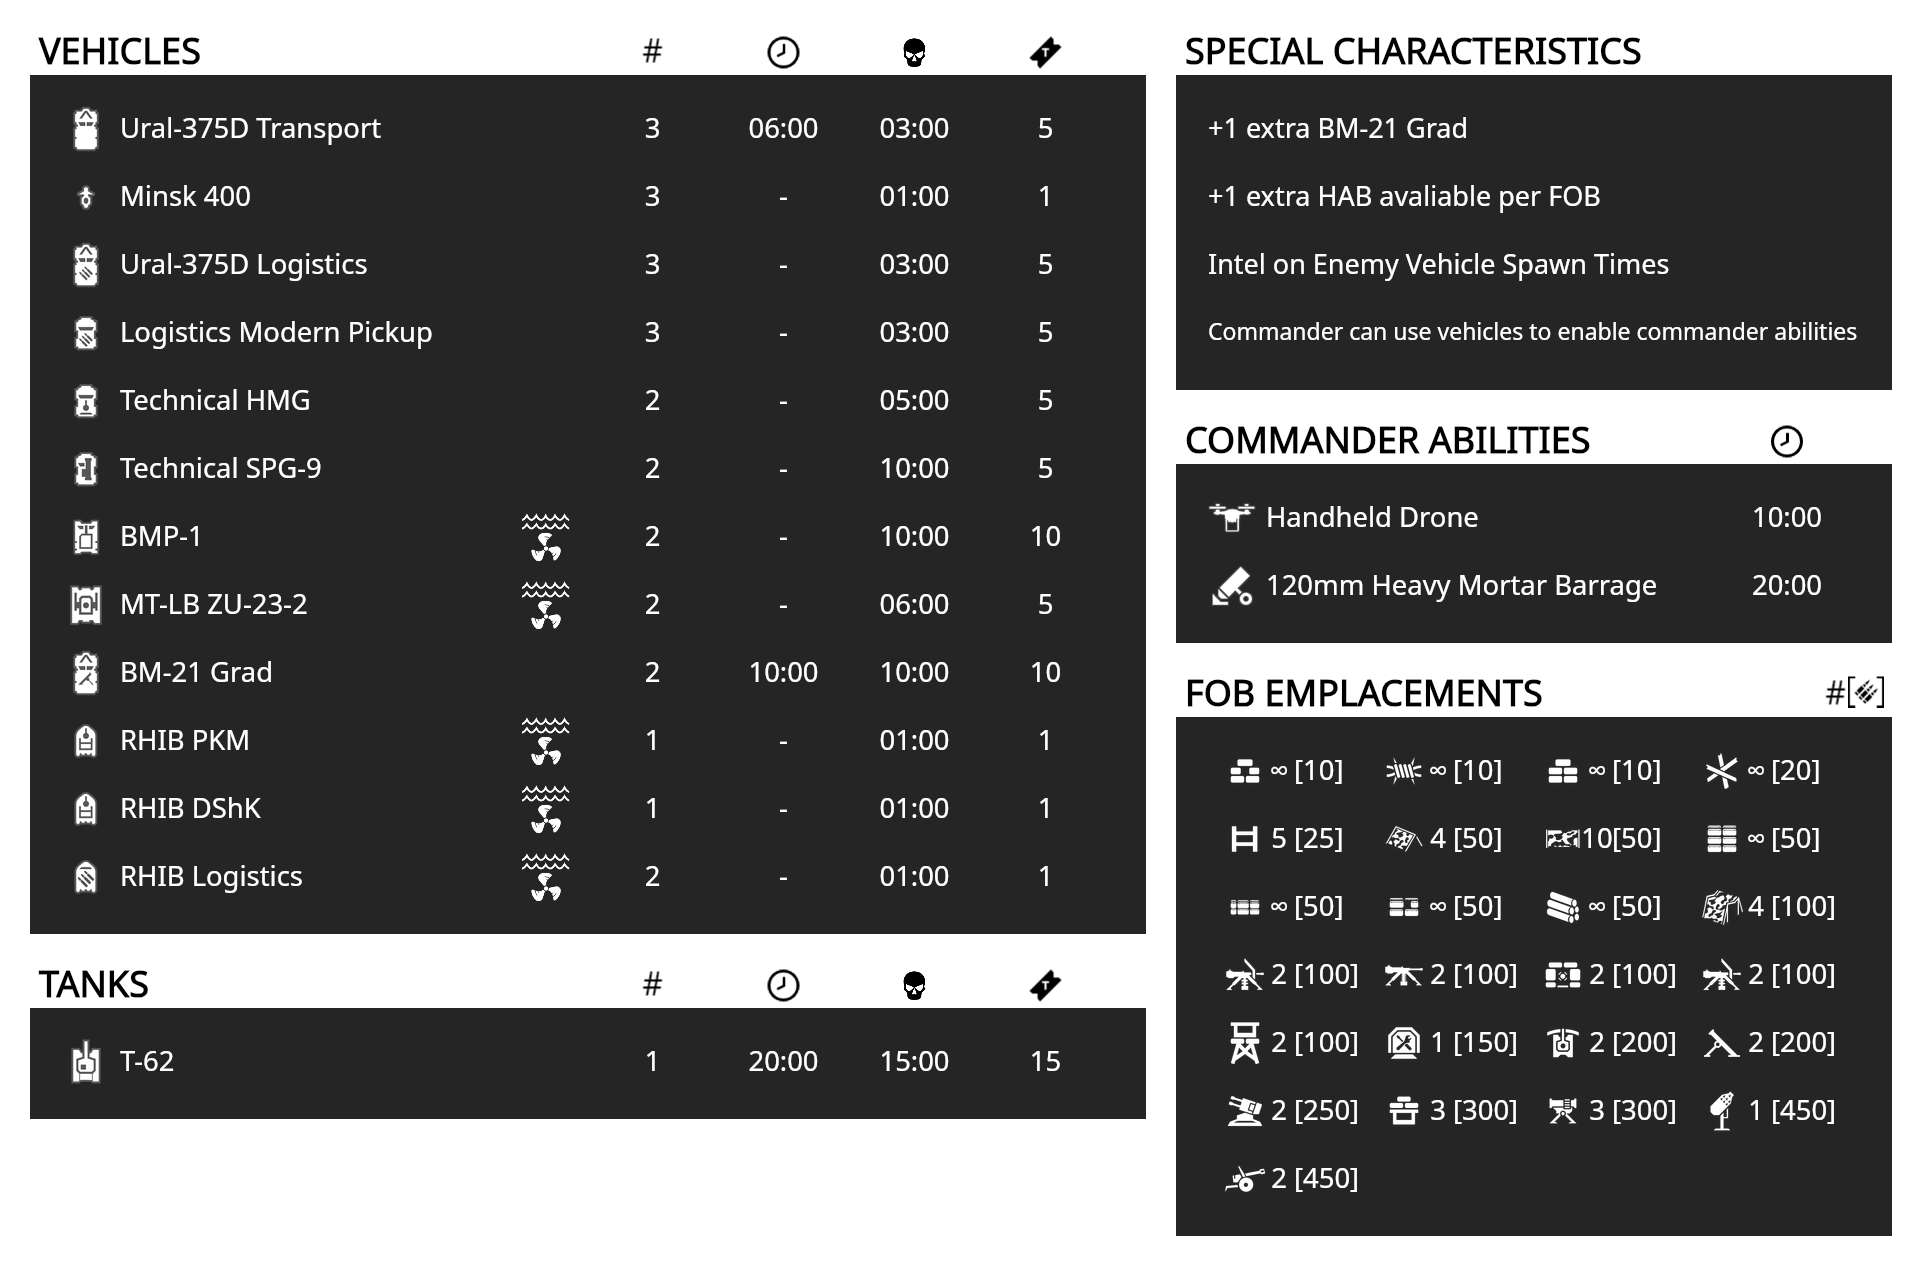 VEHICLES #
Ural-375D Transport 3 06:00 03:00 5
Minsk 400 3 - 01:00 1
Ural-375D Logistics 3 - 03:00 5
Logistics Modern Pickup 3 - 03:00 5
Technical HMG 2 - 05:00 5
Technical SPG-9 2 - 10:00 5
BMP-1 2 - 10:00 10
MT-LB ZU-23-2 2 - 06:00 5
BM-21 Grad 2 10:00 10:00 10
RHIB PKM 1 - 01:00 1
RHIB DShK 1 - 01:00 1
RHIB Logistics 2 - 01:00 1
TANKS #
T-62 1 20:00 15:00 15
SPECIAL CHARACTERISTICS
+1 extra BM-21 Grad
+1 extra HAB avaliable per FOB
Intel on Enemy Vehicle Spawn Times
Commander can use vehicles to enable commander abilities
COMMANDER ABILITIES
Handheld Drone 10:00
120mm Heavy Mortar Barrage 20:00
FOB EMPLACEMENTS #[ ]
∞ [10] ∞ [10] ∞ [10] ∞ [20]
5 [25] 4 [50] 10[50] ∞ [50]
∞ [50] ∞ [50] ∞ [50] 4 [100]
2 [100] 2 [100] 2 [100] 2 [100]
2 [100] 1 [150] 2 [200] 2 [200]
2 [250] 3 [300] 3 [300] 1 [450]
2 [450]